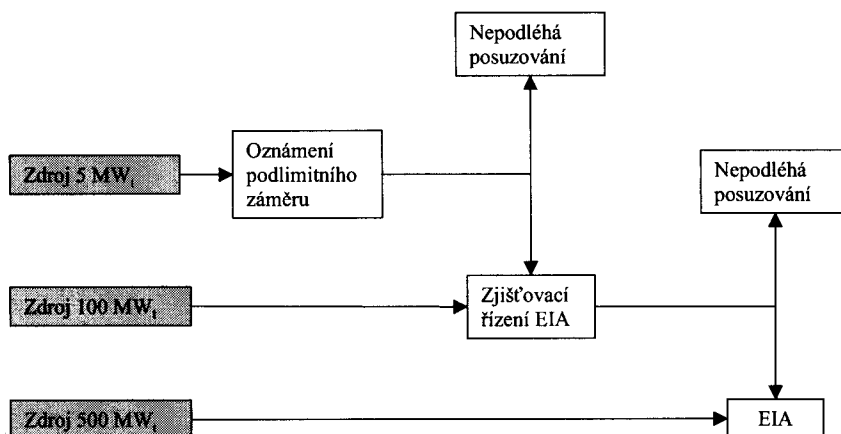 Nepodléhá
posuzování
Oznámení
podlimitního
záměru
Zdroj 5 MWt
Nepodléhá
posuzování
Zdroj 100 MWt
Zjišťovací
řízení EIA
Zdroj 500 MWt
EIA